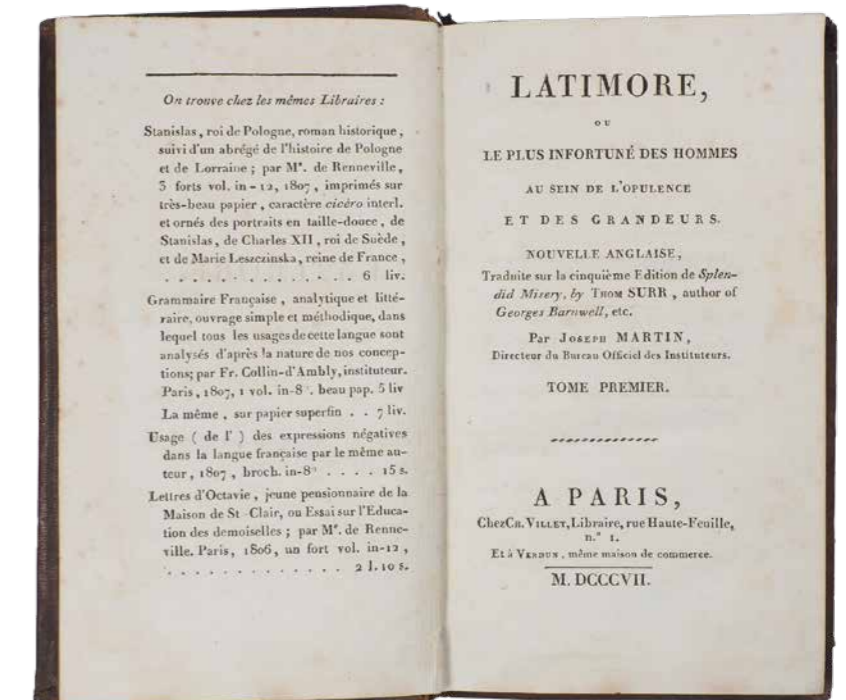 On trouve chez les mêmes Libraires :
Stanislas, roi de Pologne, roman historique,
suivi d'un abrégé de l'histoire de Pologne
et de Lorraine ; par Mᵉ. de Renneville,
3 forts vol. in-12, 1807, imprimés sur
très-beau papier, caractère cicéro interl.
et ornés des portraits en taille-douce, de
Stanislas, de Charles XII, roi de Suède,
et de Marie Leszczinska, reine de France,
. . . . . . . . . . . . . . 6 liv.
Grammaire Française, analytique et litté-
raire, ouvrage simple et méthodique, dans
lequel tous les usages de cette langue sont
analysés d'après la nature de nos concep-
tions; par Fr. Collin-d'Ambly, instituteur.
Paris, 1807, 1 vol. in-8°. beau pap. 5 liv
La même, sur papier superfin . . 7 liv.
Usage ( de l' ) des expressions négatives
dans la langue française par le même au-
teur, 1807, broch. in-8° . . . . 15 s.
Lettres d'Octavie, jeune pensionnaire de la
Maison de St-Clair, ou Essai sur l'Educa-
tion des demoiselles ; par Mᵉ. de Renne-
ville. Paris, 1806, un fort vol. in-12,
. . . . . . . . . . . . . 2 l. 10 s.
LATIMORE,
OU
LE PLUS INFORTUNÉ DES HOMMES
AU SEIN DE L'OPULENCE
ET DES GRANDEURS.
NOUVELLE ANGLAISE,
Traduite sur la cinquième Edition de Splen-
did Misery, by THOM SURR, author of
Georges Barnwell, etc.
Par JOSEPH MARTIN,
Directeur du Bureau Officiel des Instituteurs.
TOME PREMIER.
A PARIS,
Chez CH. VILLET, Libraire, rue Haute-Feuille,
n.° 1.
Et à VERDUN, même maison de commerce.
M. DCCCVII.